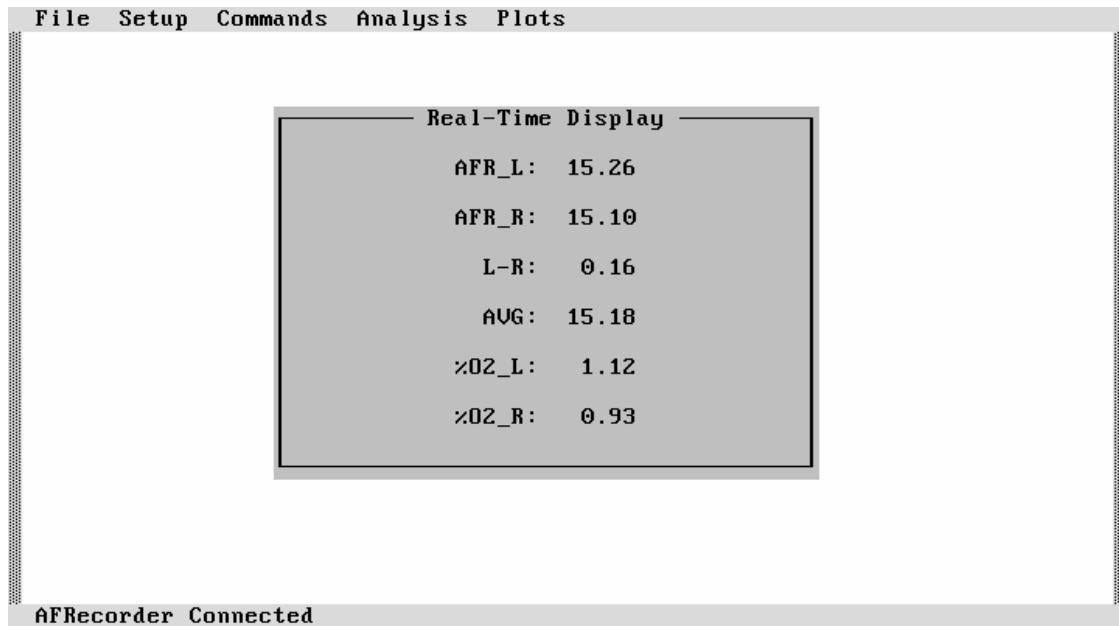 File Setup Commands Analysis Plots
Real-Time Display
AFR_L: 15.26
AFR_R: 15.10
L-R: 0.16
AVG: 15.18
%O2_L: 1.12
%O2_R: 0.93
AFRecorder Connected